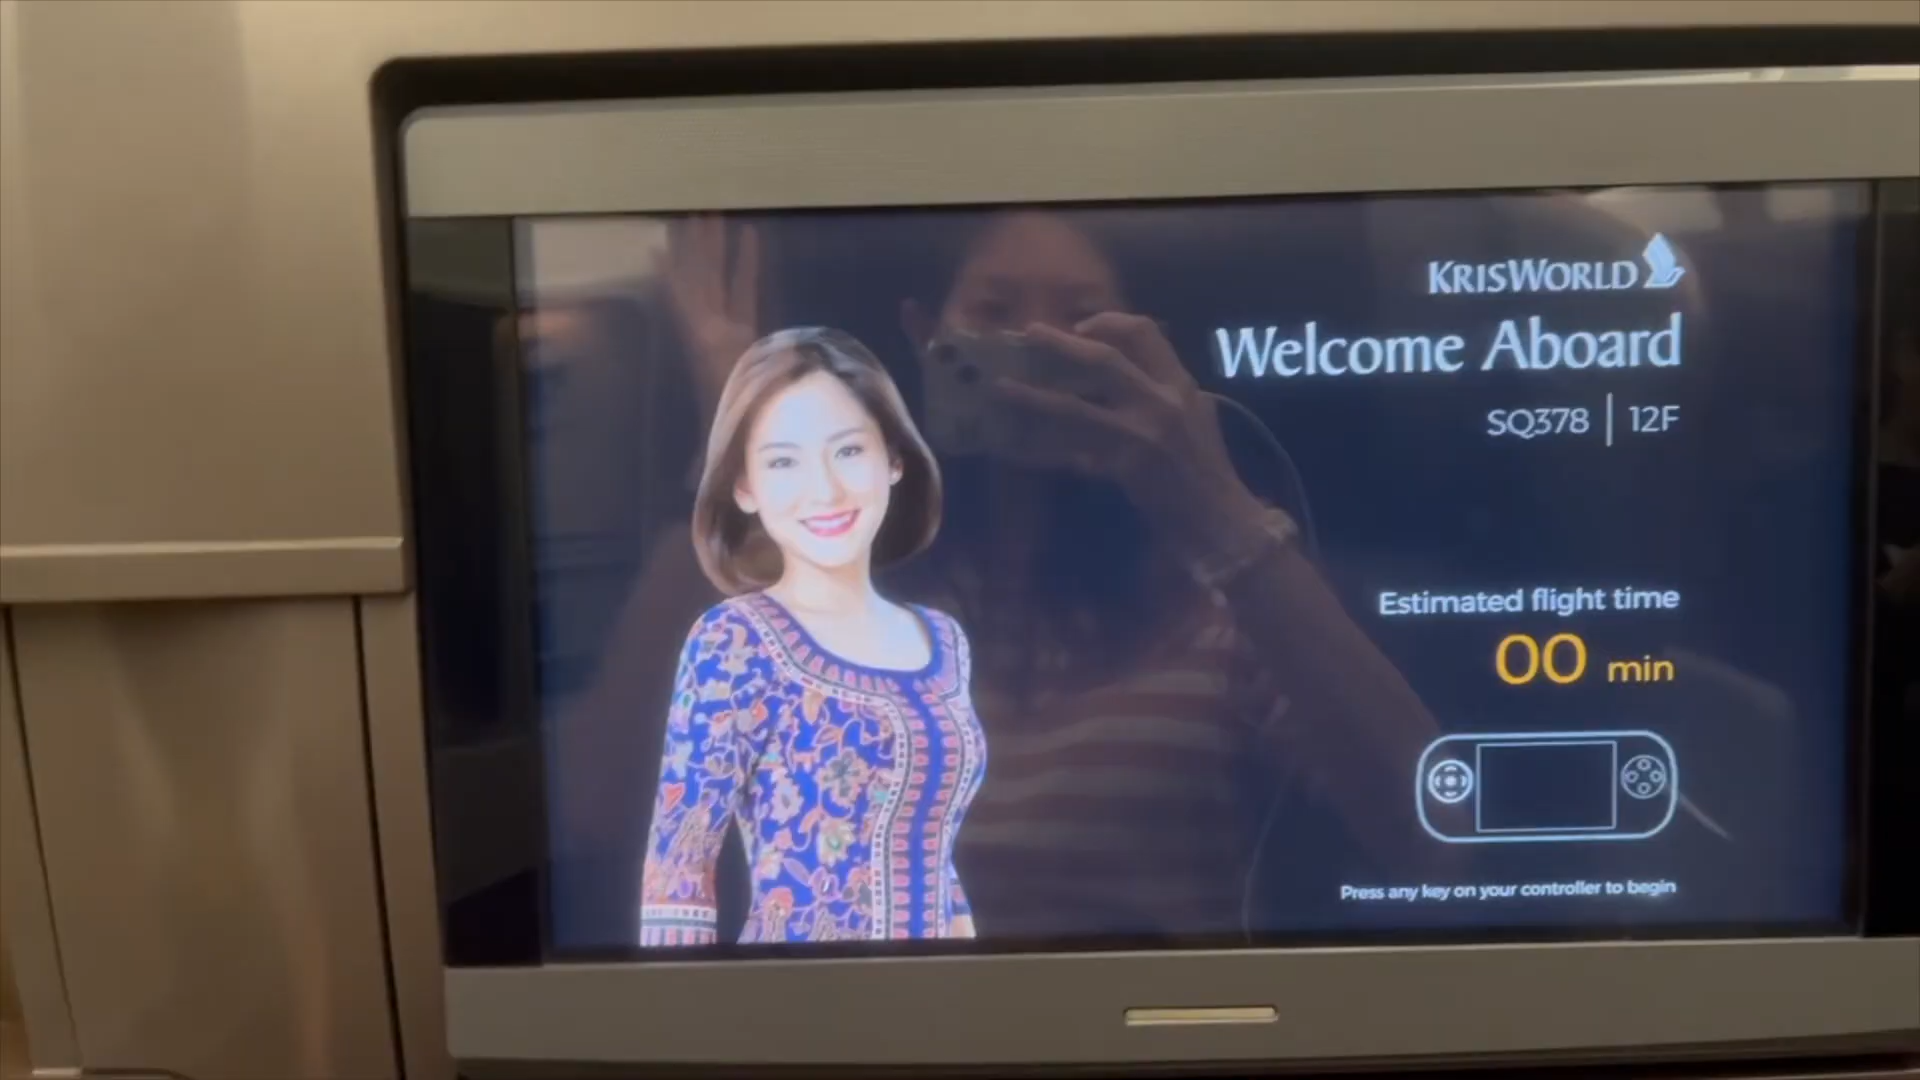 KRISWORLD
Welcome Aboard
SQ378 | 12F
Estimated flight time
00 min
Press any key on your controller to begin